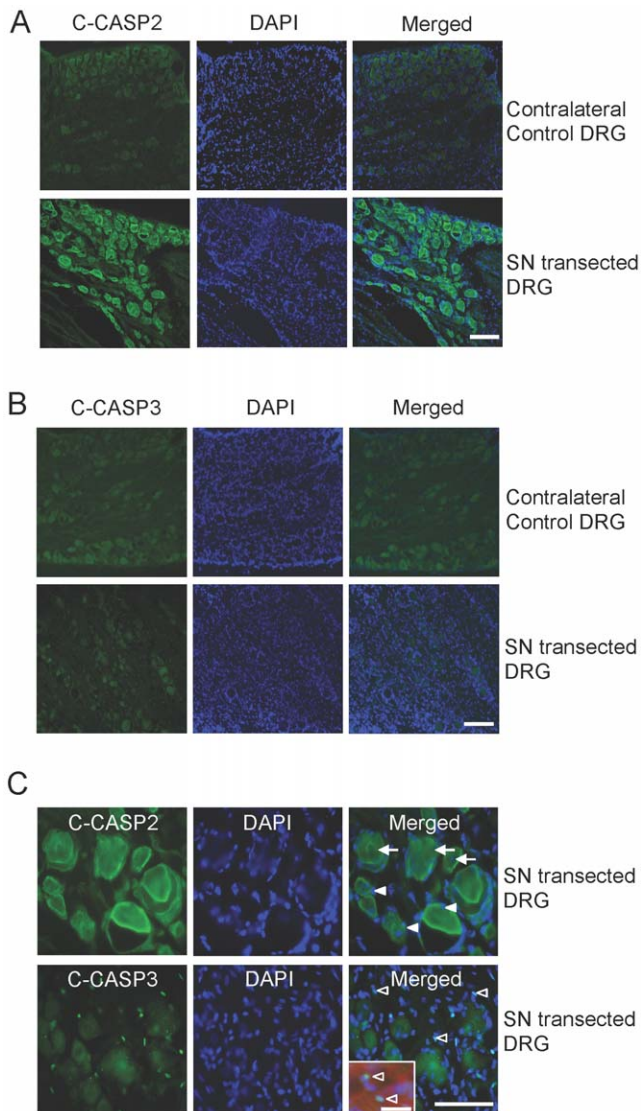 A
C-CASP2 DAPI Merged
Contralateral
Control DRG
SN transected
DRG
B
C-CASP3 DAPI Merged
Contralateral
Control DRG
SN transected
DRG
C
C-CASP2 DAPI Merged
SN transected
DRG
C-CASP3 DAPI Merged
SN transected
DRG